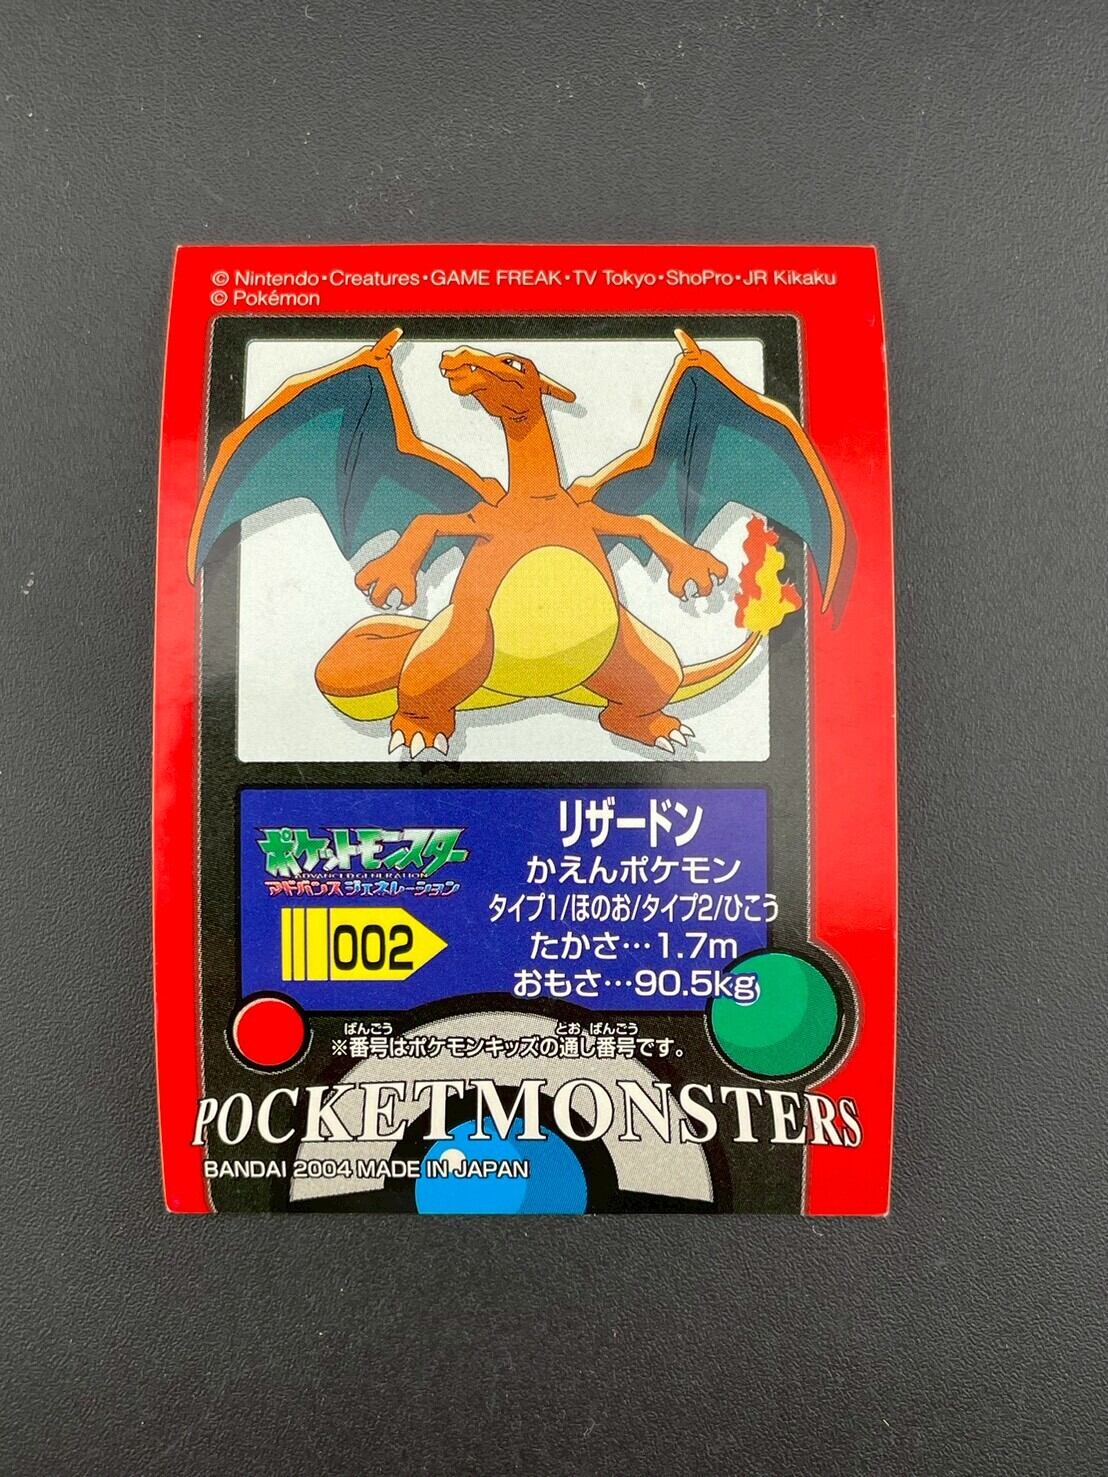 © Nintendo・Creatures・GAME FREAK・TV Tokyo・ShoPro・JR Kikaku
© Pokémon
ポケットモンスター
ADVANCED GENERATION
アドバンスジェネレーション
002
リザードン
かえんポケモン
タイプ1/ほのお/タイプ2/ひこう
たかさ…1.7m
おもさ…90.5kg
ばんごう とお ばんごう
※番号はポケモンキッズの通し番号です。
POCKETMONSTERS
BANDAI 2004 MADE IN JAPAN